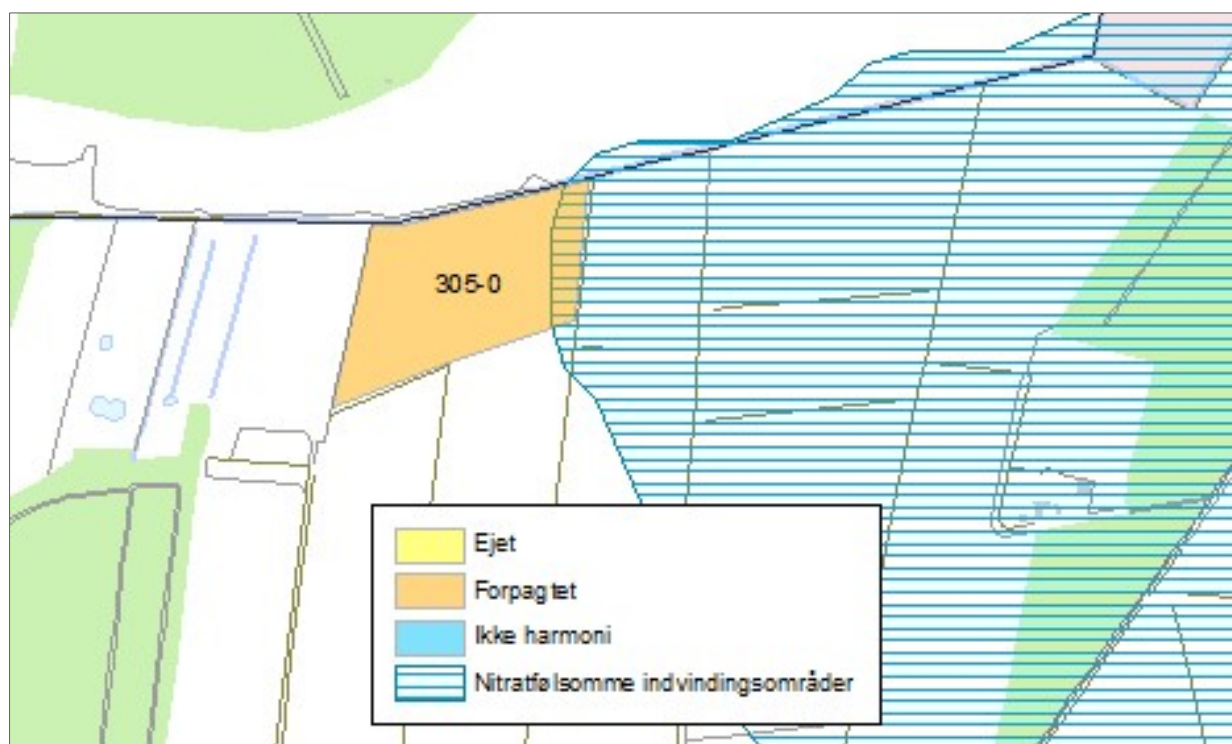 305-0
Ejet
Forpagtet
Ikke harmoni
Nitratfølsomme indvindingsområder